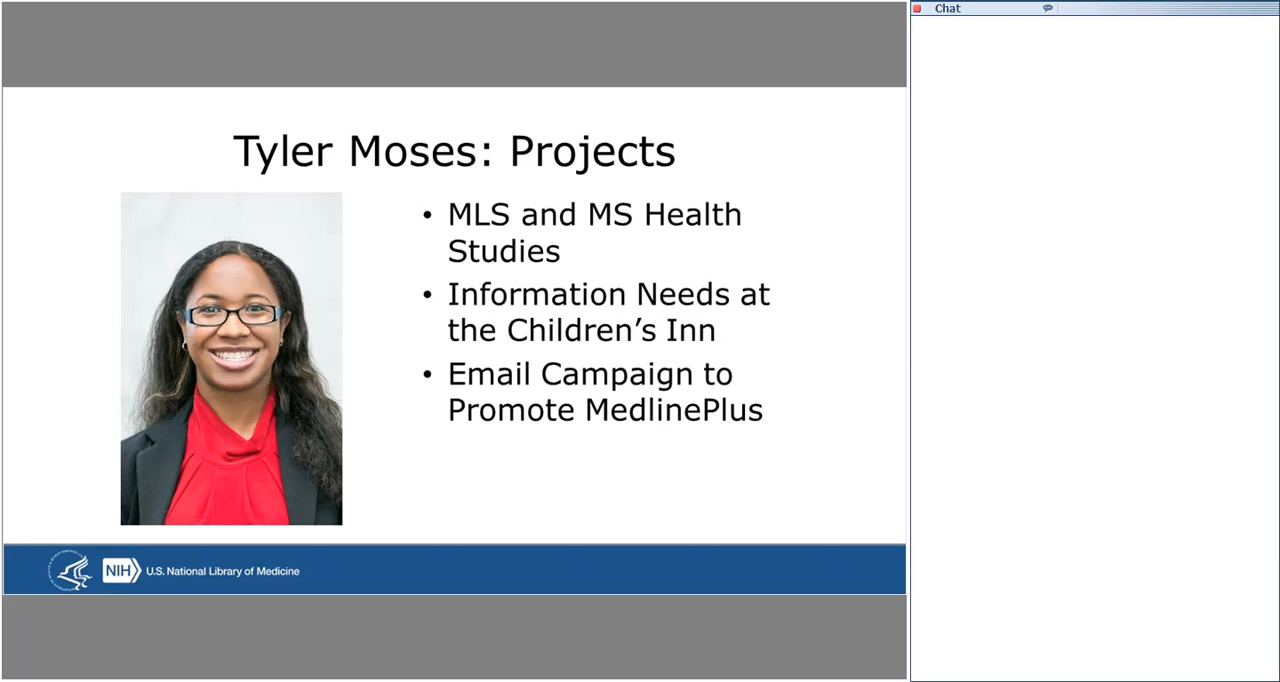 Chat
Tyler Moses: Projects
• MLS and MS Health
Studies
• Information Needs at
the Children’s Inn
• Email Campaign to
Promote MedlinePlus
NIH U.S. National Library of Medicine